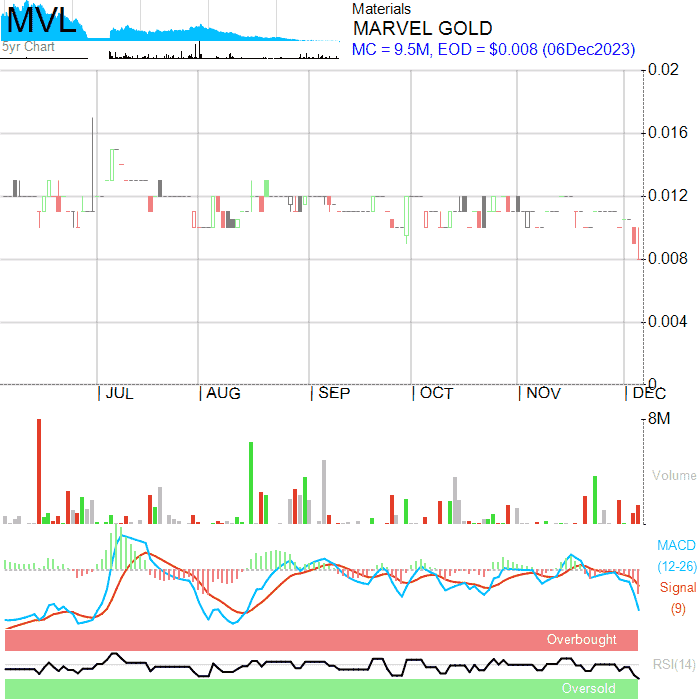 MVL
5yr Chart
Materials
MARVEL GOLD
MC = 9.5M, EOD = $0.008 (06Dec2023)
0.02
0.016
0.012
0.008
0.004
0
| JUL | AUG | SEP | OCT | NOV | DEC
8M
Volume
MACD
(12-26)
Signal
(9)
Overbought
RSI(14)
Oversold